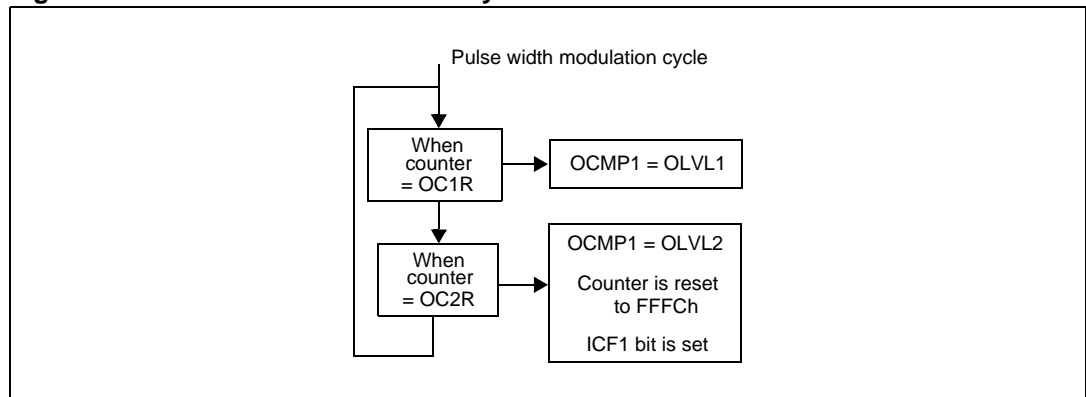 Pulse width modulation cycle
When
counter
= OC1R
OCMP1 = OLVL1
When
counter
= OC2R
OCMP1 = OLVL2
Counter is reset
to FFFCh
ICF1 bit is set